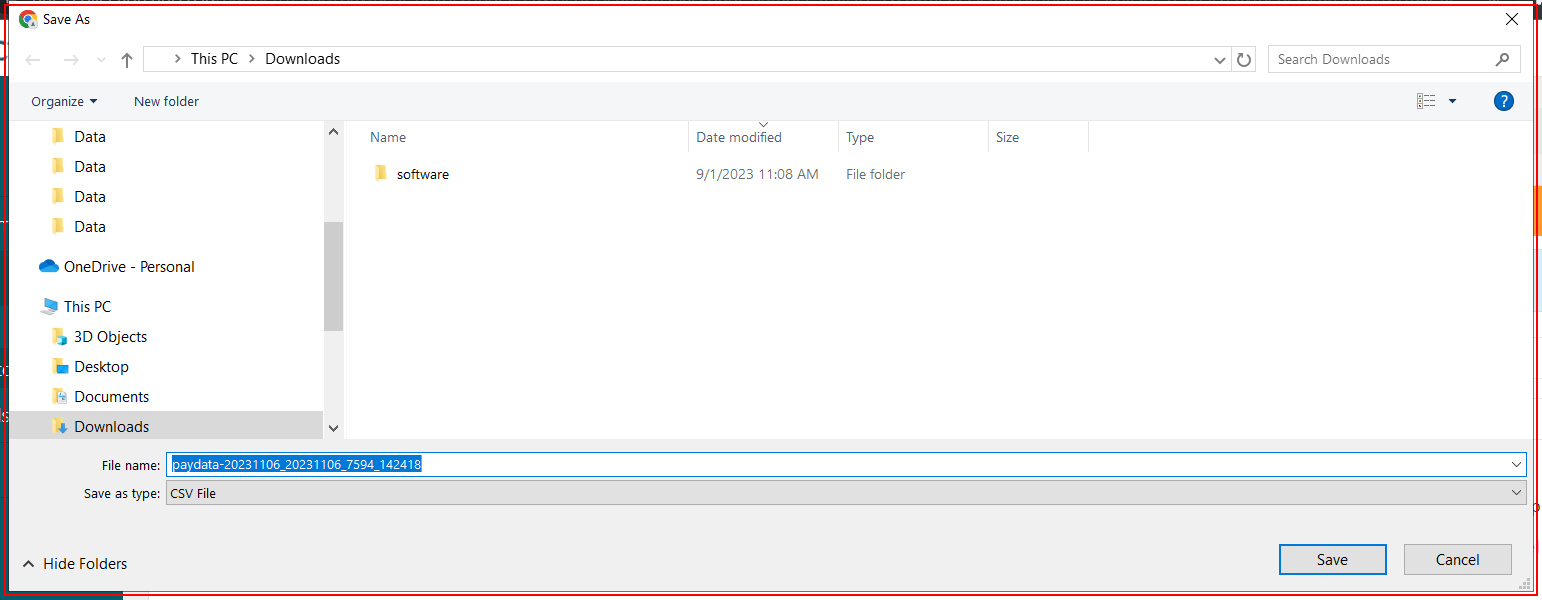 Save As
This PC > Downloads
Search Downloads
Organize
New folder
?
Name
Date modified
Type
Size
Data
Data
Data
Data
OneDrive - Personal
This PC
3D Objects
Desktop
Documents
Downloads
software
9/1/2023 11:08 AM
File folder
File name: paydata-20231106_20231106_7594_142418
Save as type: CSV File
Hide Folders
Save
Cancel